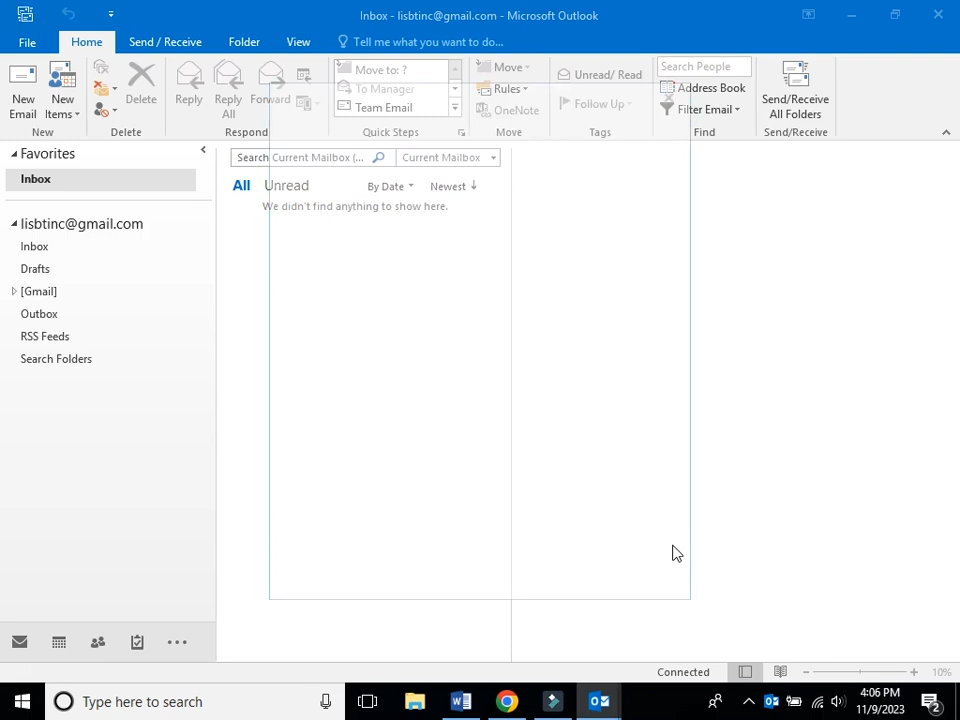 Inbox - lisbtinc@gmail.com - Microsoft Outlook
File
Home
Send / Receive
Folder
View
Tell me what you want to do...
New
Email
New
Items
Delete
Reply
Reply
All
Forward
Move to: ?
To Manager
Team Email
Move
Rules
OneNote
Unread/ Read
Follow Up
Search People
Address Book
Filter Email
Send/Receive
All Folders
New
Delete
Respond
Quick Steps
Move
Tags
Find
Send/Receive
Favorites
Inbox
lisbtinc@gmail.com
Inbox
Drafts
[Gmail]
Outbox
RSS Feeds
Search Folders
Search Current Mailbox (...
Current Mailbox
All
Unread
By Date
Newest
We didn't find anything to show here.
Connected
10%
Type here to search
4:06 PM
11/9/2023
2